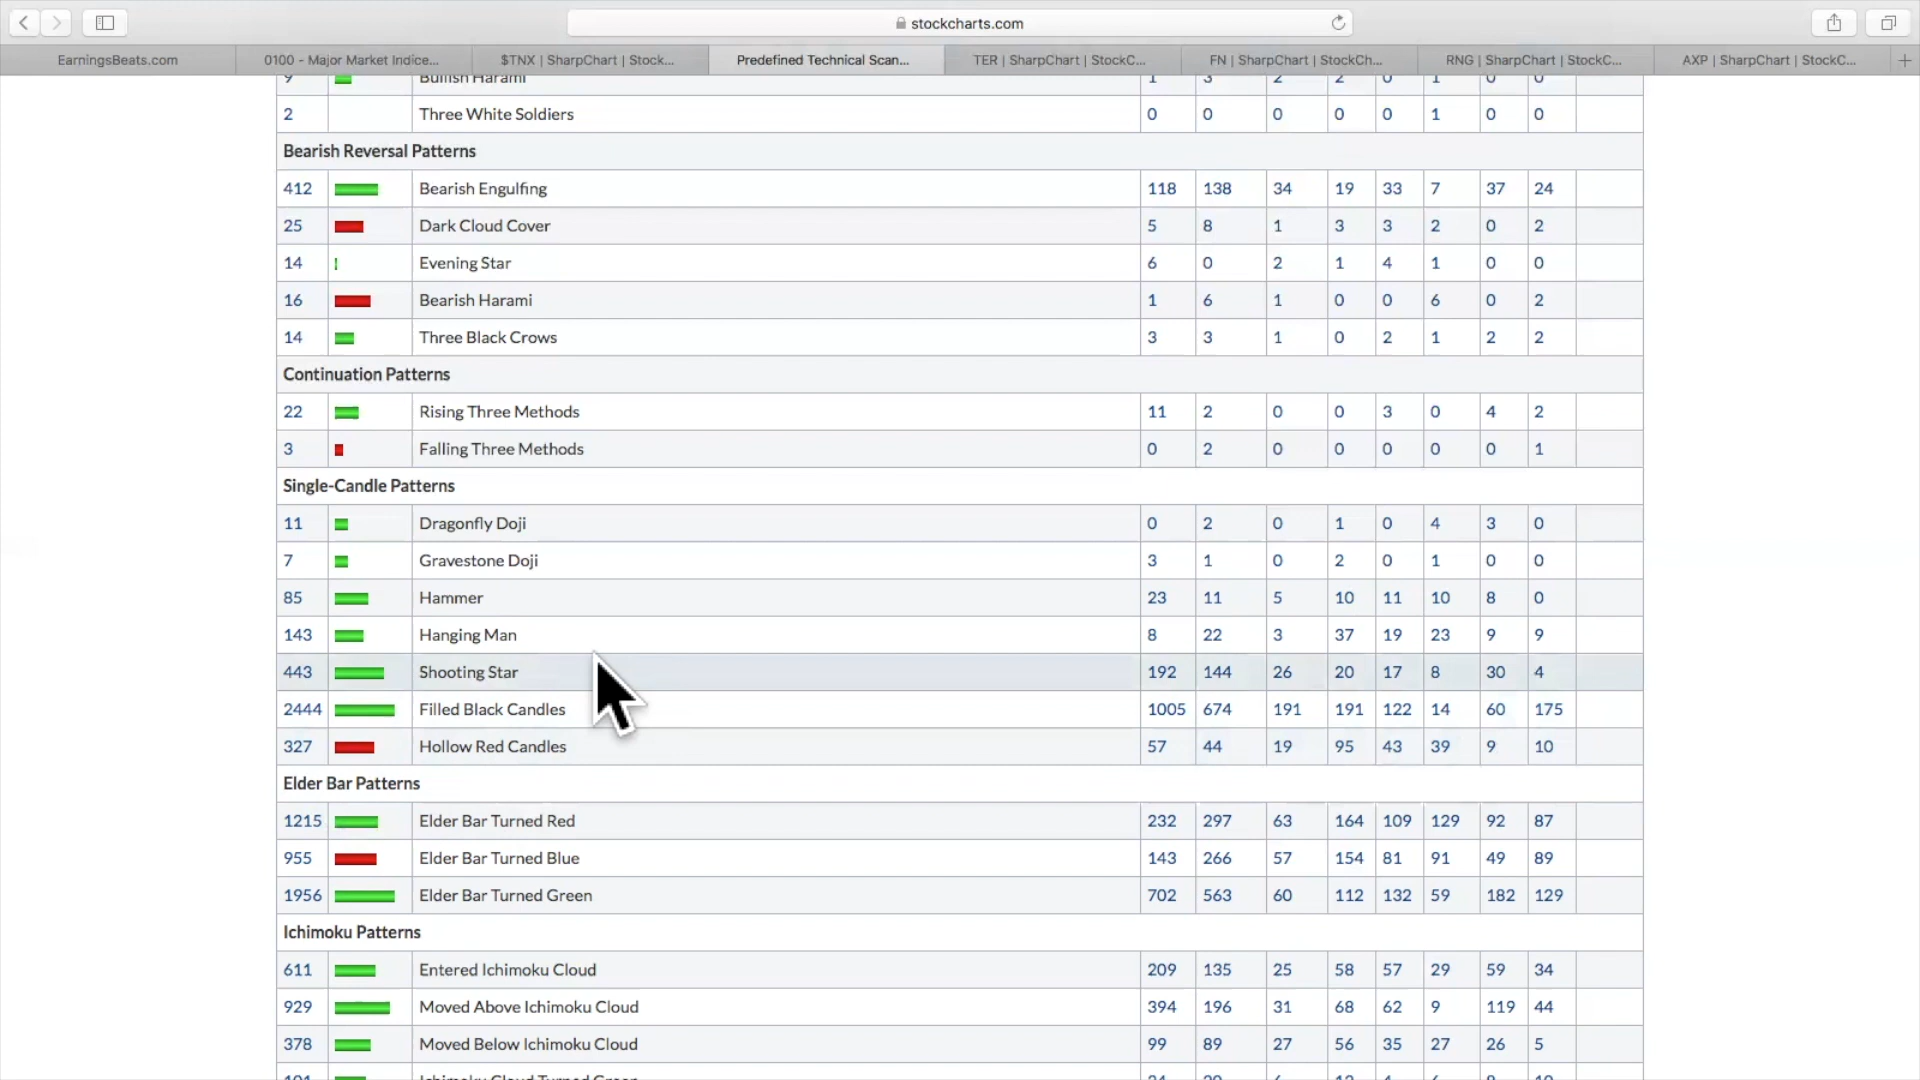 stockcharts.com
EarningsBeats.com 0100 - Major Market Indice... $TNX | SharpChart | Stock... Predefined Technical Scan... TER | SharpChart | StockC... FN | SharpChart | StockCh... RNG | SharpChart | StockC... AXP | SharpChart | StockC...
9 Bullish Harami 1 3 2 2 0 1 0 0
2 Three White Soldiers 0 0 0 0 0 1 0 0
Bearish Reversal Patterns
412 Bearish Engulfing 118 138 34 19 33 7 37 24
25 Dark Cloud Cover 5 8 1 3 3 2 0 2
14 Evening Star 6 0 2 1 4 1 0 0
16 Bearish Harami 1 6 1 0 0 6 0 2
14 Three Black Crows 3 3 1 0 2 1 2 2
Continuation Patterns
22 Rising Three Methods 11 2 0 0 3 0 4 2
3 Falling Three Methods 0 2 0 0 0 0 0 1
Single-Candle Patterns
11 Dragonfly Doji 0 2 0 1 0 4 3 0
7 Gravestone Doji 3 1 0 2 0 1 0 0
85 Hammer 23 11 5 10 11 10 8 0
143 Hanging Man 8 22 3 37 19 23 9 9
443 Shooting Star 192 144 26 20 17 8 30 4
2444 Filled Black Candles 1005 674 191 191 122 14 60 175
327 Hollow Red Candles 57 44 19 95 43 39 9 10
Elder Bar Patterns
1215 Elder Bar Turned Red 232 297 63 164 109 129 92 87
955 Elder Bar Turned Blue 143 266 57 154 81 91 49 89
1956 Elder Bar Turned Green 702 563 60 112 132 59 182 129
Ichimoku Patterns
611 Entered Ichimoku Cloud 209 135 25 58 57 29 59 34
929 Moved Above Ichimoku Cloud 394 196 31 68 62 9 119 44
378 Moved Below Ichimoku Cloud 99 89 27 56 35 27 26 5
Ichimoku Cloud Turned Green